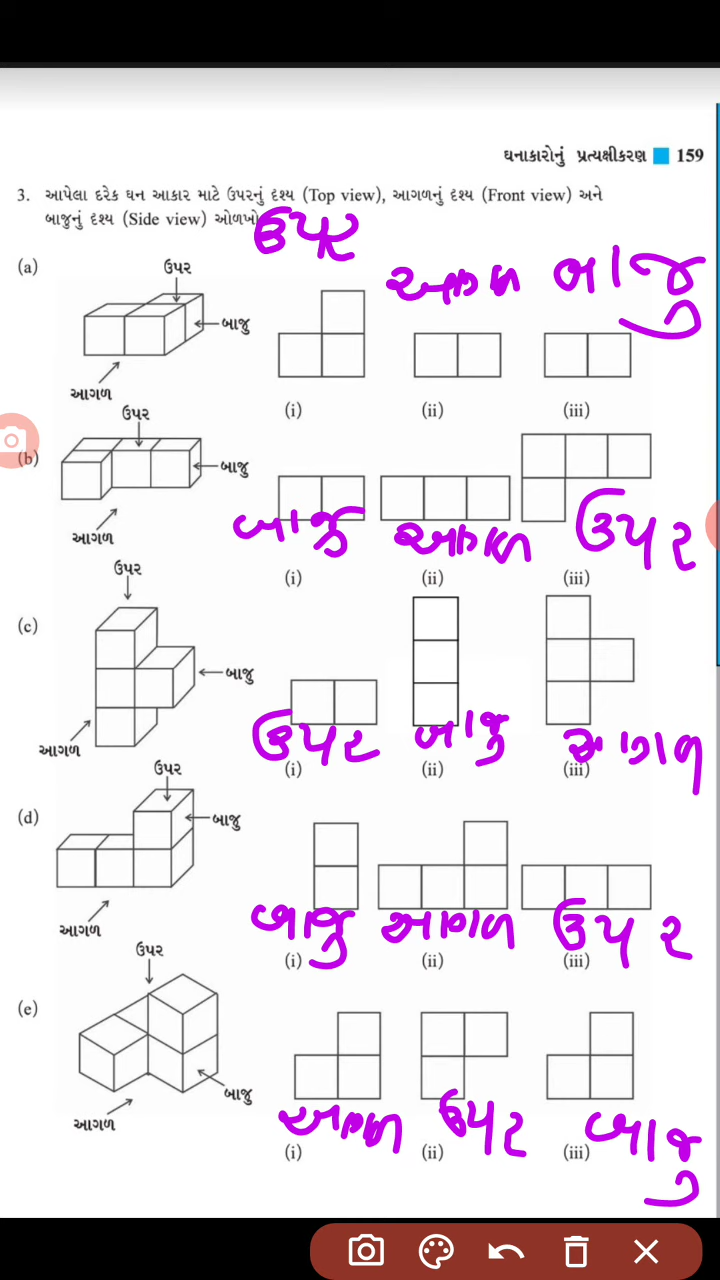 ઘનાકારોનું પ્રત્યક્ષીકરણ 159
3. આપેલા દરેક ઘન આકાર માટે ઉપરનું દૃશ્ય (Top view), આગળનું દૃશ્ય (Front view) અને
બાજુનું દૃશ્ય (Side view) ઓળખો
ઉપર આગળ બાજુ
(a)
ઉપર
બાજુ
આગળ
(i) (ii) (iii)
(b)
ઉપર
બાજુ
આગળ
બાજુ આગળ ઉપર
(i) (ii) (iii)
(c)
ઉપર
બાજુ
આગળ
ઉપર બાજુ આગળ
(i) (ii) (iii)
(d)
ઉપર
બાજુ
આગળ
બાજુ આગળ ઉપર
(i) (ii) (iii)
(e)
ઉપર
બાજુ
આગળ
આગળ ઉપર બાજુ
(i) (ii) (iii)